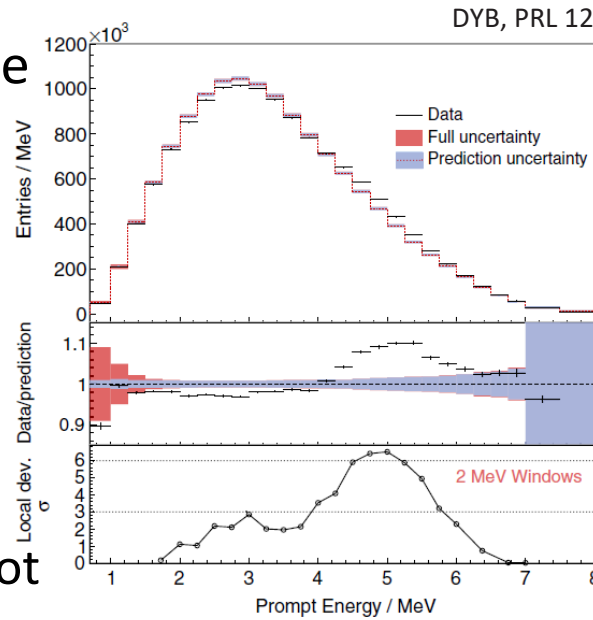 DYB, PRL 12
e
×10³
1200
1000
800
600
400
200
0
Entries / MeV
Data
Full uncertainty
Prediction uncertainty
1.1
1
0.9
Data/prediction
6
5
4
3
2
1
0
Local dev.
σ
2 MeV Windows
ot
1 2 3 4 5 6 7 8
Prompt Energy / MeV